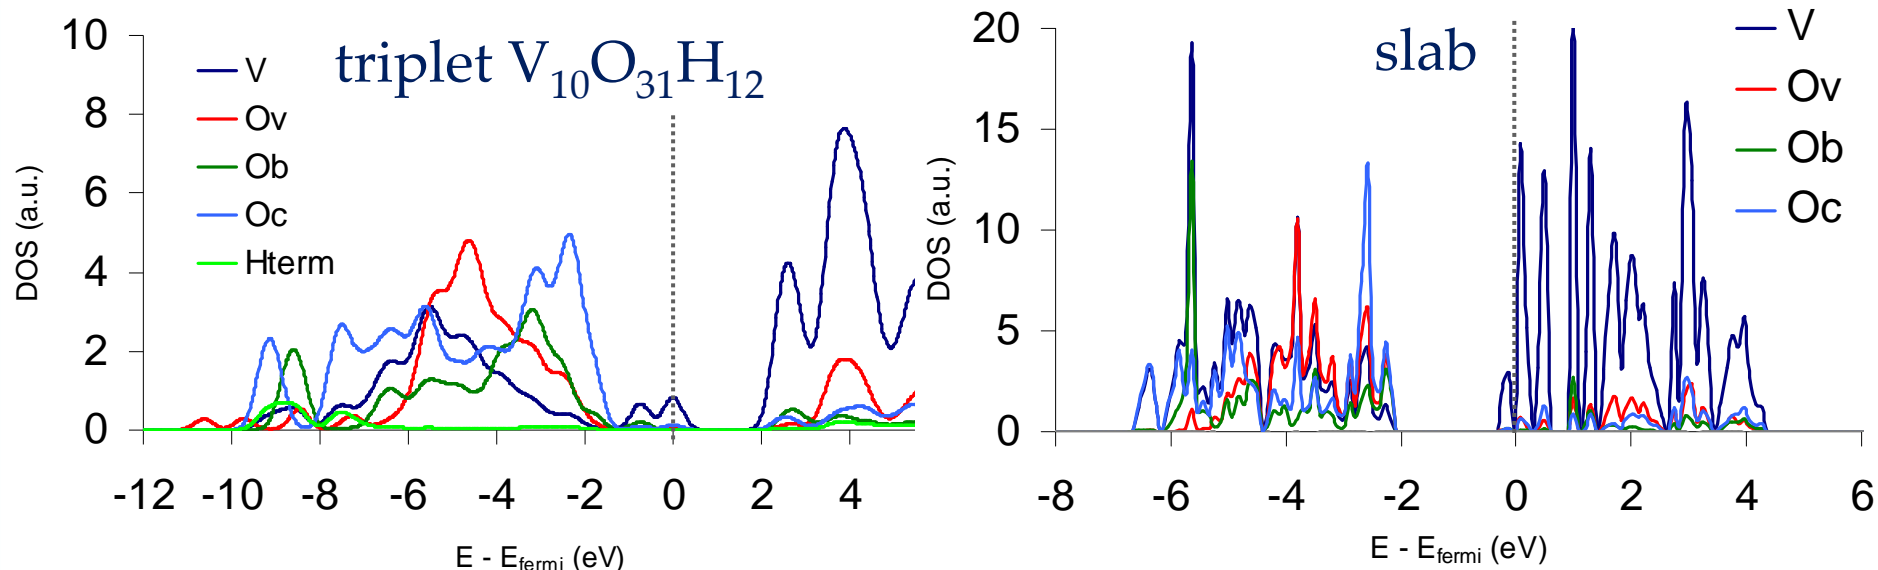 triplet V₁₀O₃₁H₁₂
V
Ov
Ob
Oc
Hterm
DOS (a.u.)
10
8
6
4
2
0
-12 -10 -8 -6 -4 -2 0 2 4
E - Efermi (eV)
slab
V
Ov
Ob
Oc
DOS (a.u.)
20
15
10
5
0
-8 -6 -4 -2 0 2 4 6
E - Efermi (eV)